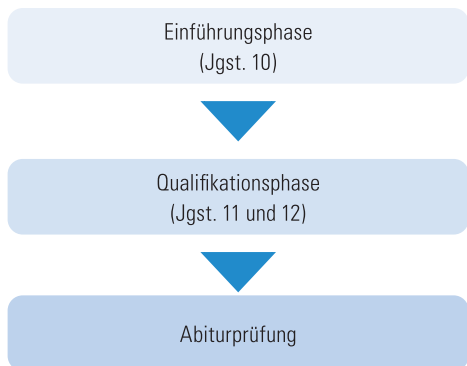 Einführungsphase
(Jgst. 10)
Qualifikationsphase
(Jgst. 11 und 12)
Abiturprüfung